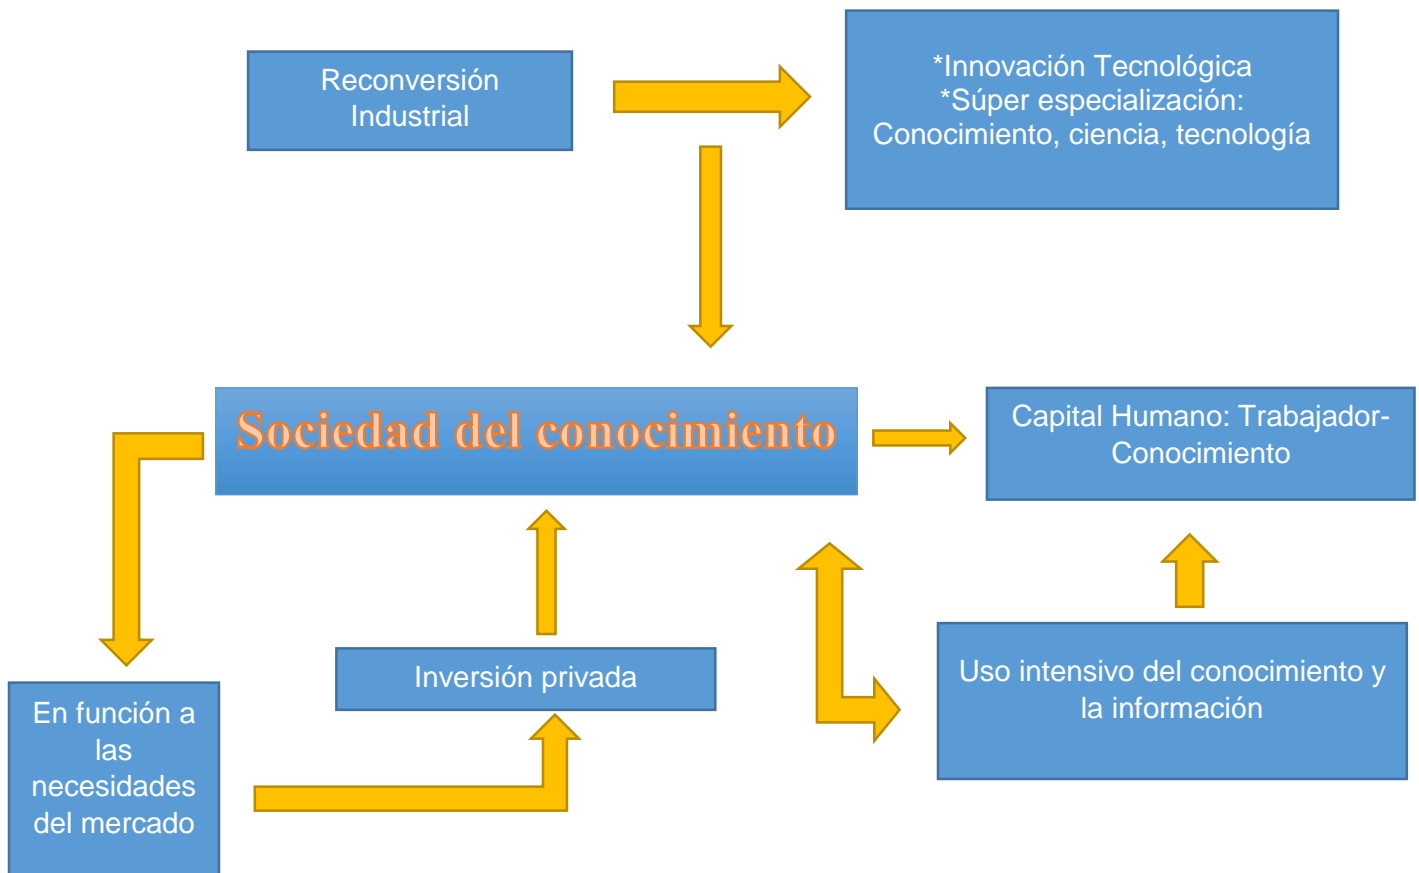 Reconversión
Industrial
*Innovación Tecnológica
*Súper especialización:
Conocimiento, ciencia, tecnología
Sociedad del conocimiento
Capital Humano: Trabajador-
Conocimiento
Inversión privada
Uso intensivo del conocimiento y
la información
En función a
las
necesidades
del mercado